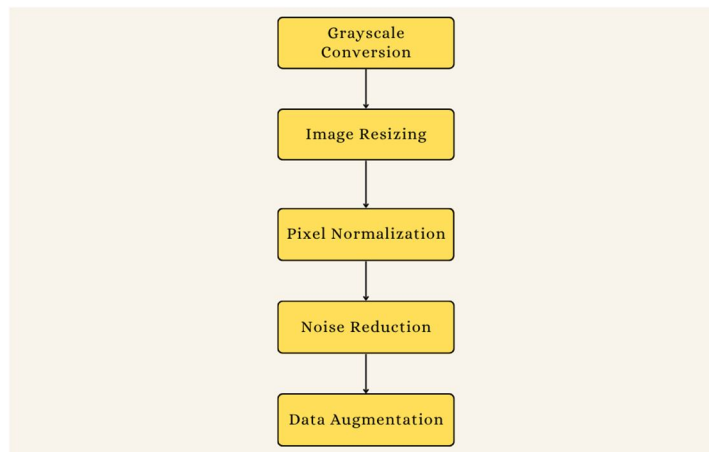 Grayscale
Conversion
Image Resizing
Pixel Normalization
Noise Reduction
Data Augmentation